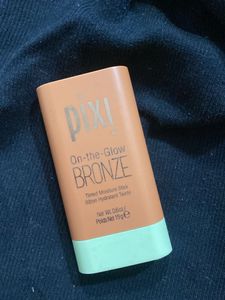 pixi
On-the-Glow
BRONZE
Tinted Moisture Stick
Bâton Hydratant Teinté
Net Wt. 0.6oz /
Poids Net 19g ℮